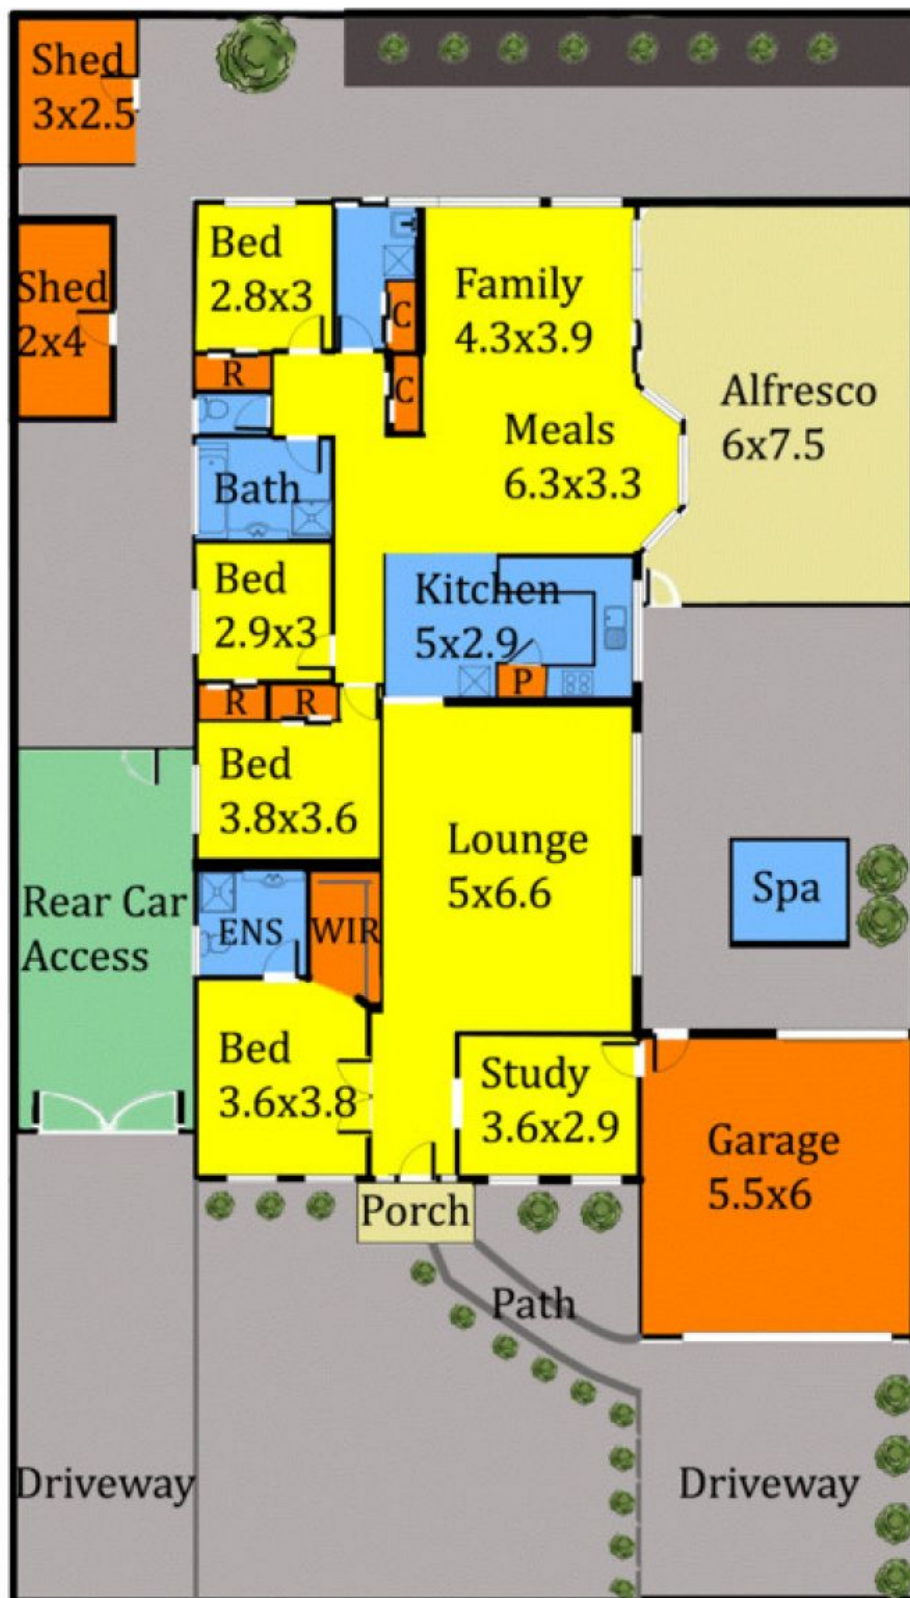 Shed
3x2.5
Shed
2x4
Bed
2.8x3
C
Family
4.3x3.9
R
C
Alfresco
6x7.5
Meals
6.3x3.3
Bath
Bed
2.9x3
Kitchen
5x2.9
P
R
R
Bed
3.8x3.6
Lounge
5x6.6
Spa
Rear Car
Access
ENS
WIR
Bed
3.6x3.8
Study
3.6x2.9
Garage
5.5x6
Porch
Path
Driveway
Driveway